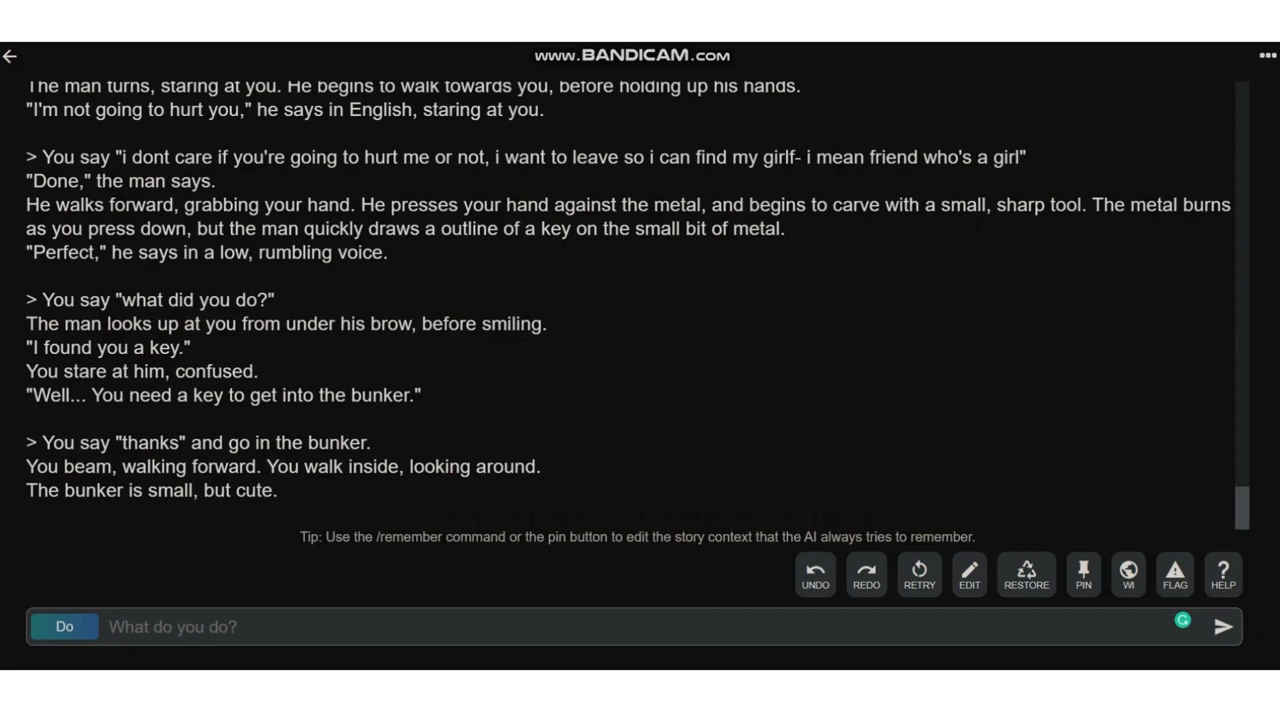 www.BANDICAM.com
The man turns, staring at you. He begins to walk towards you, before holding up his hands.
"I'm not going to hurt you," he says in English, staring at you.
> You say "i dont care if you're going to hurt me or not, i want to leave so i can find my girlf- i mean friend who's a girl"
"Done," the man says.
He walks forward, grabbing your hand. He presses your hand against the metal, and begins to carve with a small, sharp tool. The metal burns
as you press down, but the man quickly draws a outline of a key on the small bit of metal.
"Perfect," he says in a low, rumbling voice.
> You say "what did you do?"
The man looks up at you from under his brow, before smiling.
"I found you a key."
You stare at him, confused.
"Well... You need a key to get into the bunker."
> You say "thanks" and go in the bunker.
You beam, walking forward. You walk inside, looking around.
The bunker is small, but cute.
Tip: Use the /remember command or the pin button to edit the story context that the AI always tries to remember.
UNDO REDO RETRY EDIT RESTORE PIN WI FLAG HELP
Do What do you do?